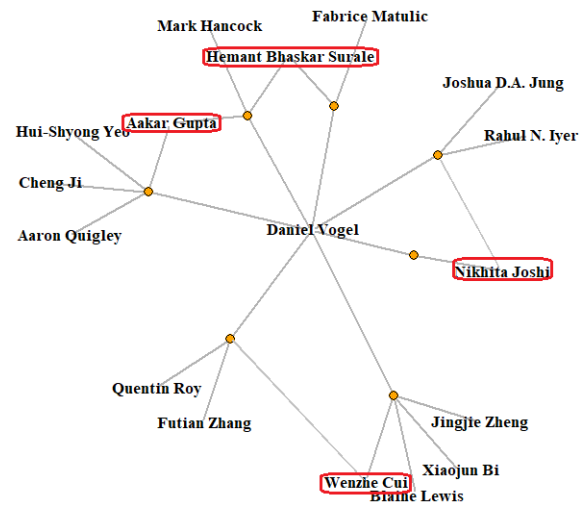 Fabrice Matulic
Mark Hancock
Hemant Bhaskar Surale
Joshua D.A. Jung
Aakar Gupta
Hui-Shyong Yeo
Rahul N. Iyer
Cheng Ji
Aaron Quigley
Daniel Vogel
Nikhita Joshi
Quentin Roy
Futian Zhang
Jingjie Zheng
Xiaojun Bi
Wenzhe Cui
Blaine Lewis